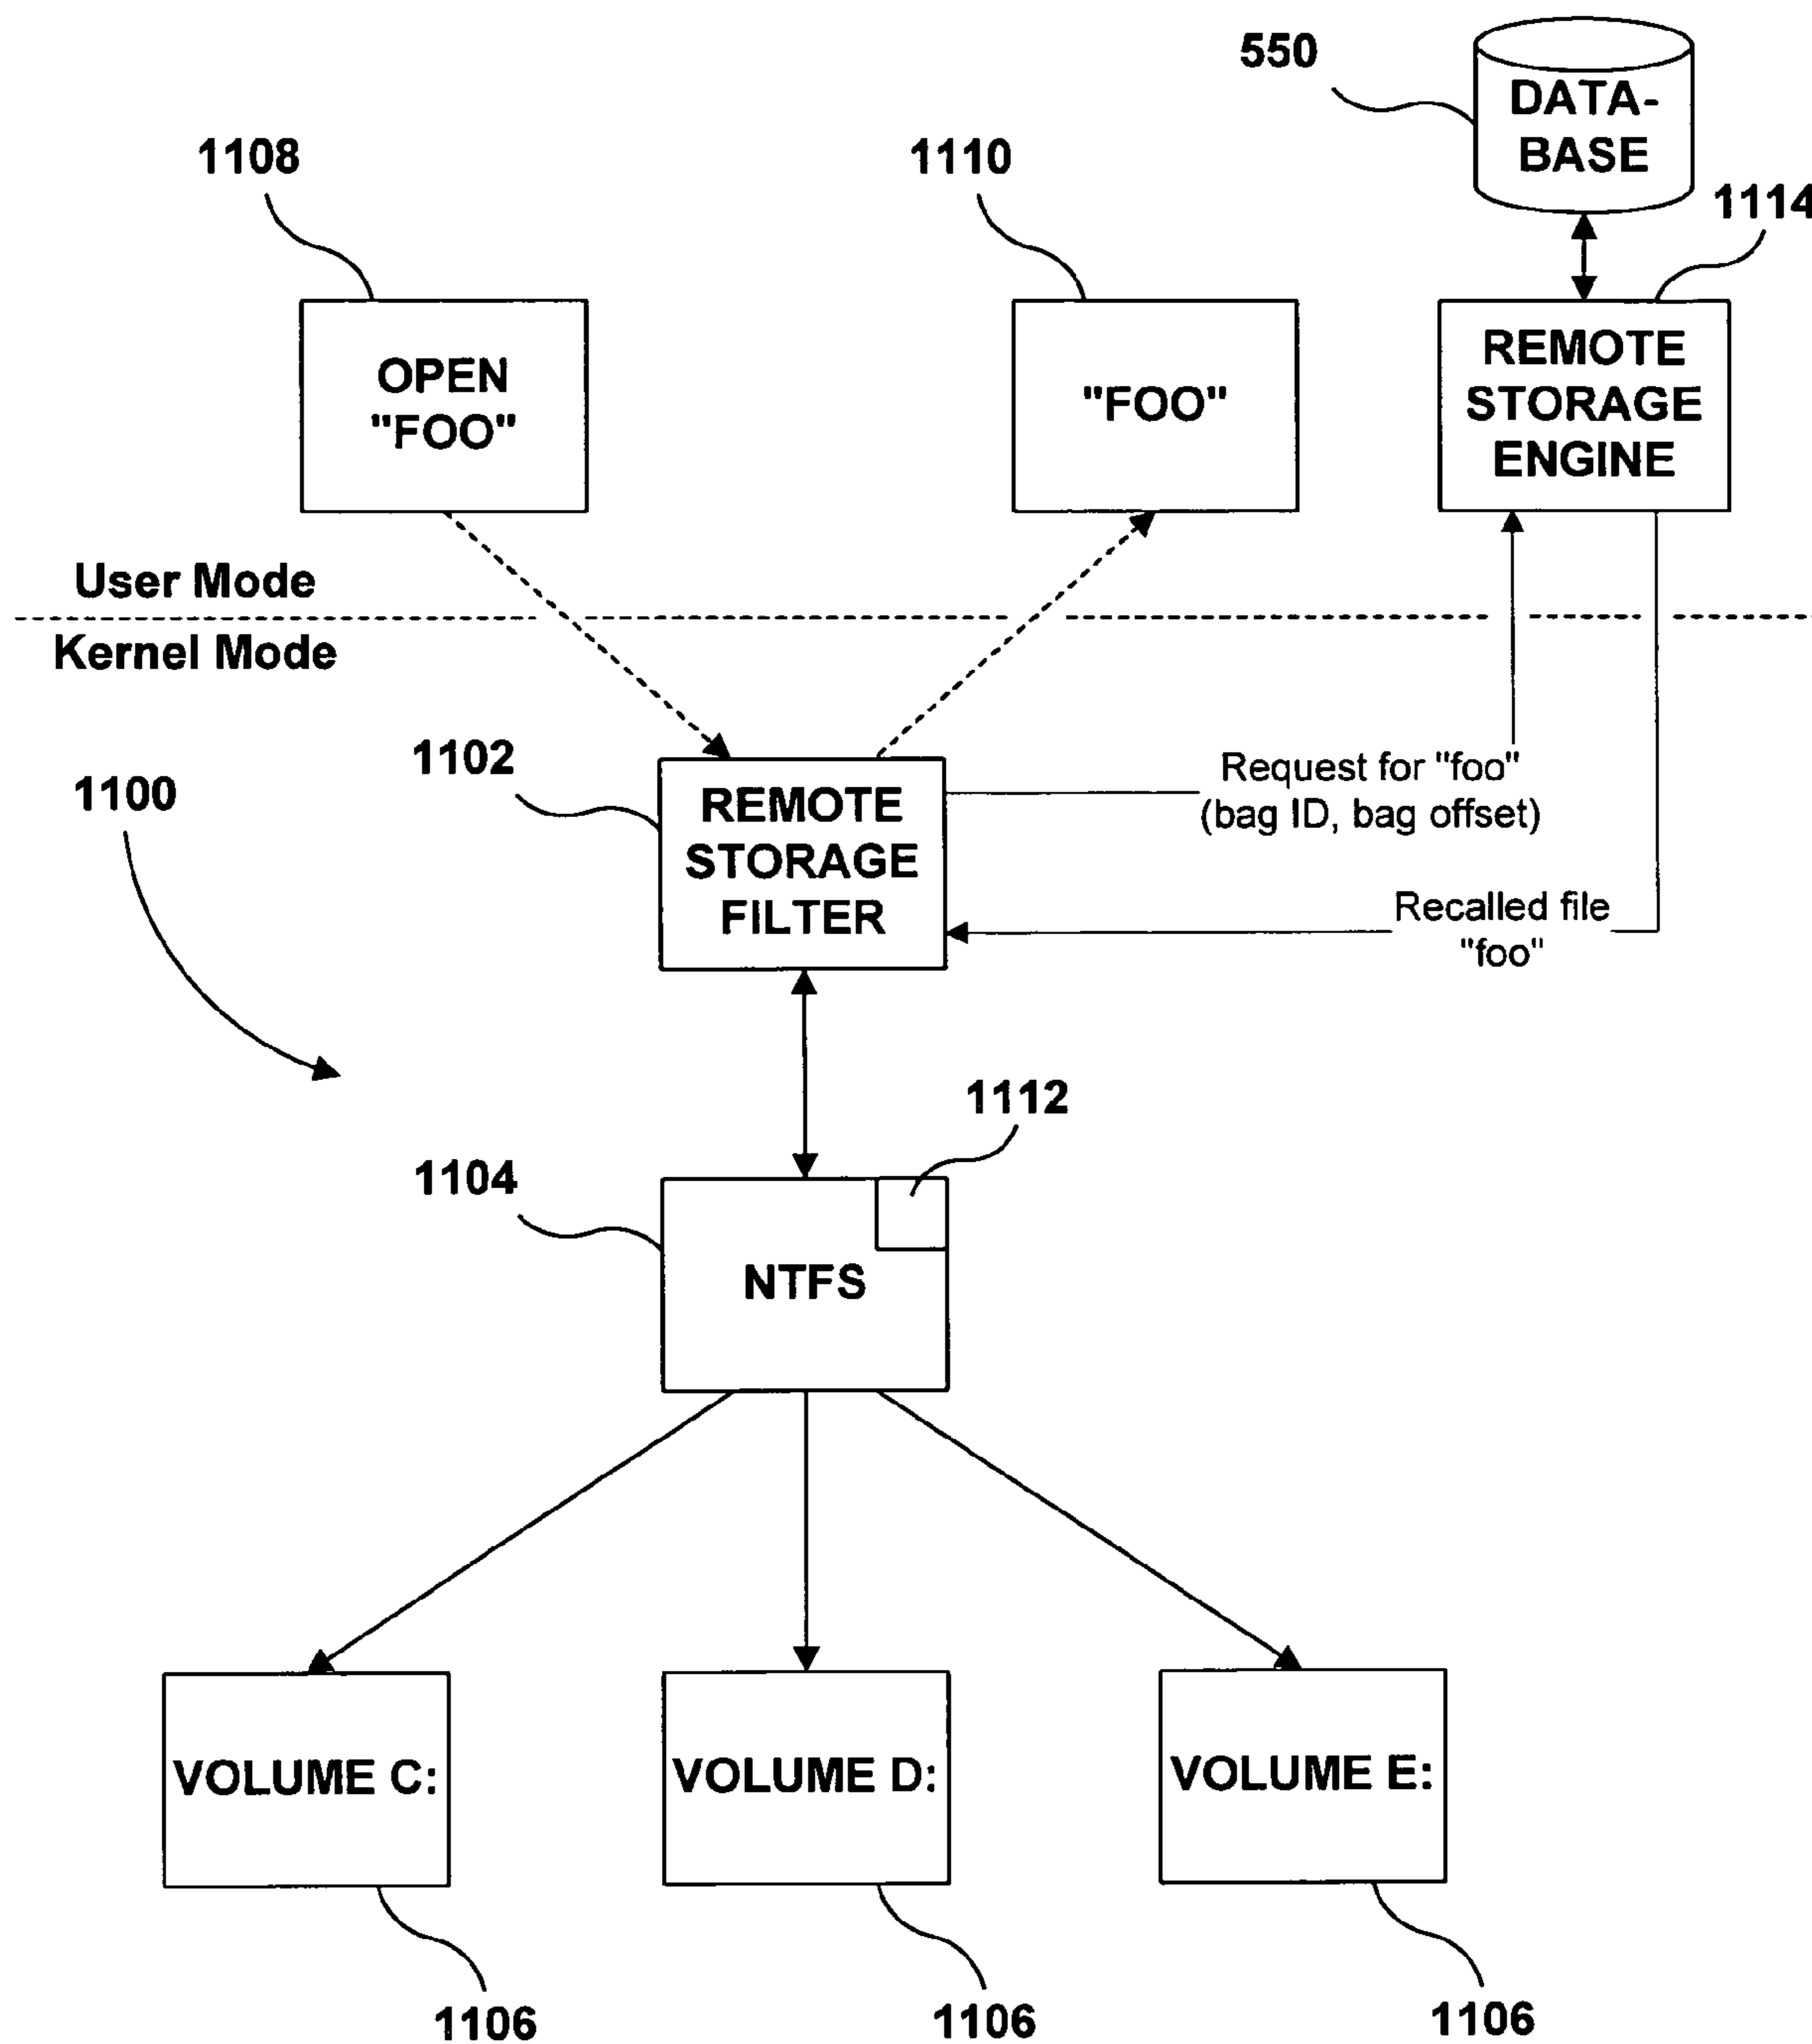 550
DATA-
BASE
1108
1110
1114
OPEN
"FOO"
"FOO"
REMOTE
STORAGE
ENGINE
User Mode
Kernel Mode
1102
1100
REMOTE
STORAGE
FILTER
Request for "foo"
(bag ID, bag offset)
Recalled file
"foo"
1112
1104
NTFS
VOLUME C:
VOLUME D:
VOLUME E:
1106
1106
1106